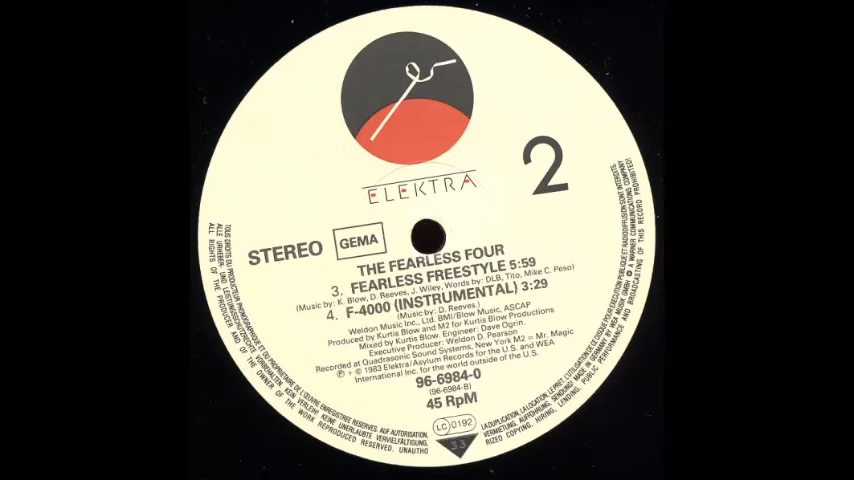 ELEKTRA
2
STEREO
GEMA
THE FEARLESS FOUR
3. FEARLESS FREESTYLE 5:59
(Music by: K. Blow, D. Reeves, J. Wiley, Words by: DLB, Tito, Mike C. Peso)
4. F-4000 (INSTRUMENTAL) 3:29
(Music by: D. Reeves)
Weldon Music Inc., Ltd. BMI/Blow Music, ASCAP
Produced by Kurtis Blow and M2 for Kurtis Blow Productions
Mixed by Kurtis Blow. Engineer: Dave Ogrin.
Executive Producer: Weldon D. Pearson
Recorded at Quadrasonic Sound Systems, New York M2 = Mr. Magic
Ⓟ + © 1983 Elektra/Asylum Records for the U.S. and WEA
International Inc. for the world outside of the U.S.
96-6984-0
(96-6984-B)
45 RpM
LC 0192
33
TOUS DROITS DU PRODUCTEUR PHONOGRAPHIQUE ET DU PROPRIETAIRE DE L'ŒUVRE ENREGISTREE RESERVES. AUF AUTORISATION,
ALLE URHEBER- UND LEISTUNGSSCHUTZRECHTE VORBEHALTEN. KEIN VERLEIH! KEINE UNERLAUBTE VERVIELFÄLTIGUNG,
ALL RIGHTS OF THE PRODUCER AND OF THE OWNER OF THE WORK REPRODUCED RESERVED. UNAUTHO
LA DUPLICATION, LA LOCATION, LE PRET, L'UTILISATION DE CE DISQUE POUR EXECUTION PUBLIQUE ET RADIODIFFUSION SONT INTERDITS.
VERMIETUNG, AUFFÜHRUNG, SENDUNG! MADE IN GERMANY BY WEA MUSIK GMBH A WARNER COMMUNICATIONS COMPANY
RIZED COPYING, HIRING, LENDING, PUBLIC PERFORMANCE AND BROADCASTING OF THIS RECORD PROHIBITED